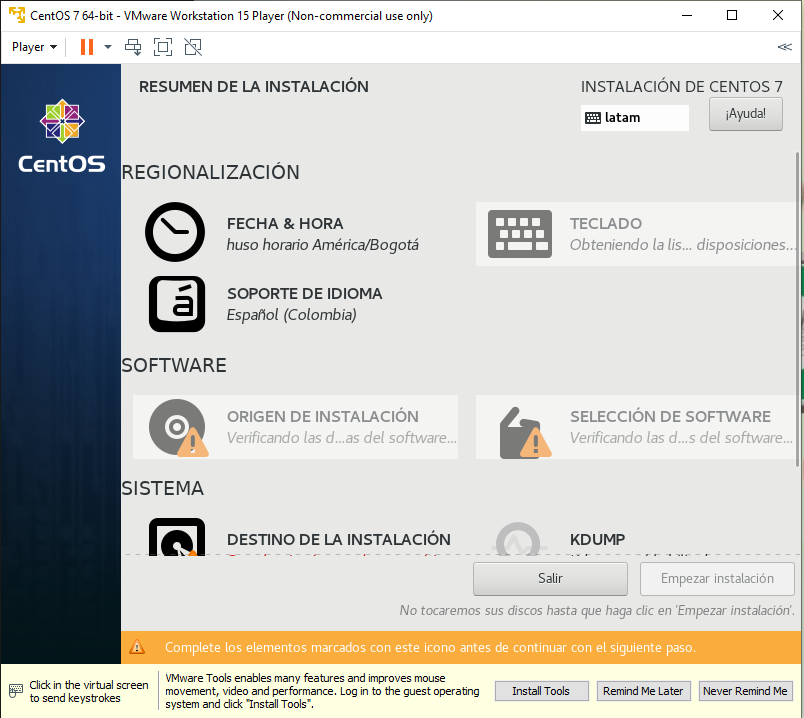 CentOS 7 64-bit - VMware Workstation 15 Player (Non-commercial use only)
Player
RESUMEN DE LA INSTALACIÓN
INSTALACIÓN DE CENTOS 7
latam
¡Ayuda!
CentOS
REGIONALIZACIÓN
FECHA & HORA
huso horario América/Bogotá
TECLADO
Obteniendo la lis... disposiciones...
á
SOPORTE DE IDIOMA
Español (Colombia)
SOFTWARE
ORIGEN DE INSTALACIÓN
Verificando las d...as del software...
SELECCIÓN DE SOFTWARE
Verificando las d...s del software...
SISTEMA
DESTINO DE LA INSTALACIÓN
KDUMP
Salir
Empezar instalación
No tocaremos sus discos hasta que haga clic en 'Empezar instalación'.
Complete los elementos marcados con este icono antes de continuar con el siguiente paso.
Click in the virtual screen
to send keystrokes
VMware Tools enables many features and improves mouse
movement, video and performance. Log in to the guest operating
system and click "Install Tools".
Install Tools
Remind Me Later
Never Remind Me